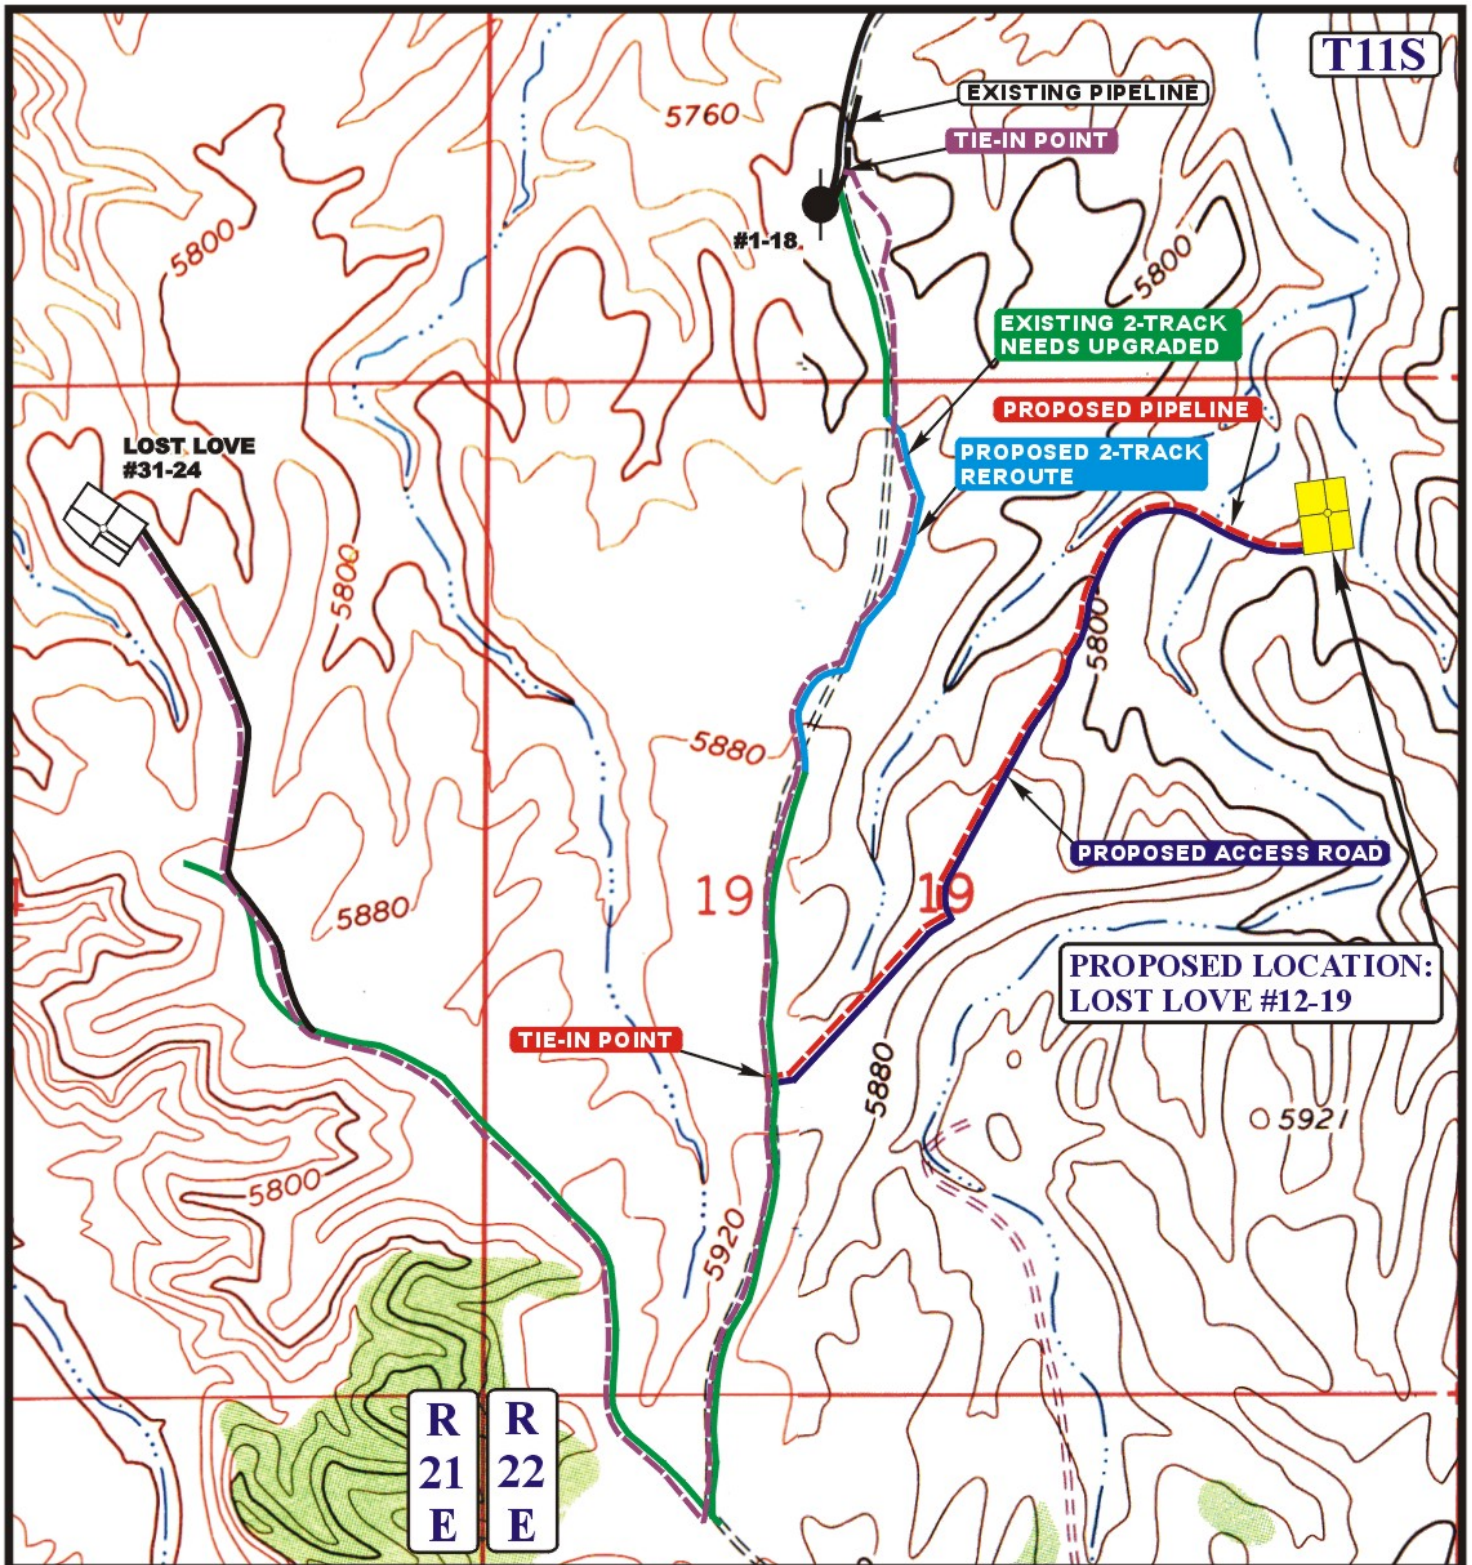 T11S
EXISTING PIPELINE
5760
TIE-IN POINT
#1-18
5800
5800
EXISTING 2-TRACK
NEEDS UPGRADED
PROPOSED PIPELINE
LOST LOVE
#31-24
PROPOSED 2-TRACK
REROUTE
5800
5800
5880
PROPOSED ACCESS ROAD
19
19
5880
4
PROPOSED LOCATION:
LOST LOVE #12-19
TIE-IN POINT
5880
5921
5800
5920
R
21
E
R
22
E